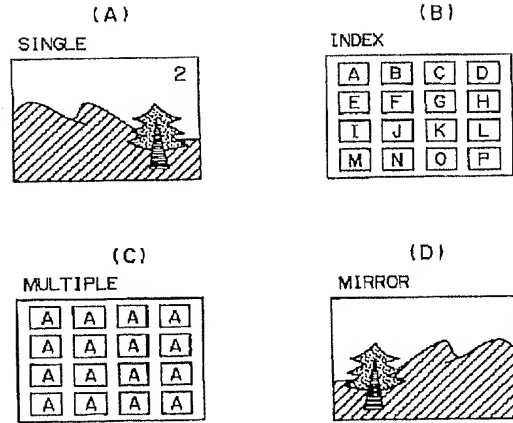 (A)
SINGLE
2
(B)
INDEX
A B C D
E F G H
I J K L
M N O P
(C)
MULTIPLE
A A A A
A A A A
A A A A
A A A A
(D)
MIRROR